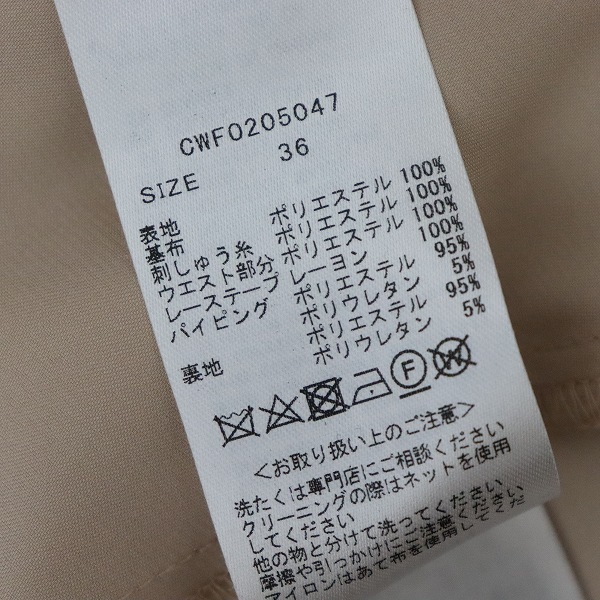 CWF0205047
SIZE 36
表地 ポリエステル 100%
基布 ポリエステル 100%
刺しゅう糸 ポリエステル 100%
ウエスト部分
レーステープ レーヨン 100%
パイピング ポリエステル 95%
ポリウレタン 5%
裏地 ポリエステル 95%
ポリウレタン 5%
F
W
<お取り扱い上のご注意>
洗たくは専門店にご相談ください
クリーニングの際はネットを使用
してください
他の物と分けて洗ってください
摩擦や引っかけにご注意ください
アイロンはあて布を使用してくだ